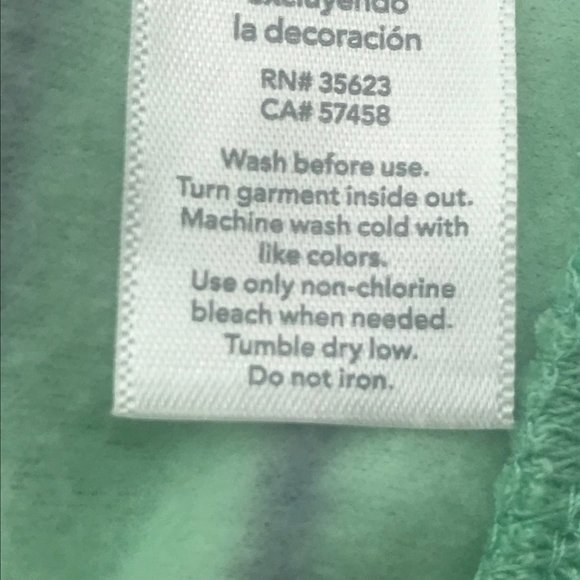 excluyendo
la decoración
RN# 35623
CA# 57458
Wash before use.
Turn garment inside out.
Machine wash cold with
like colors.
Use only non-chlorine
bleach when needed.
Tumble dry low.
Do not iron.